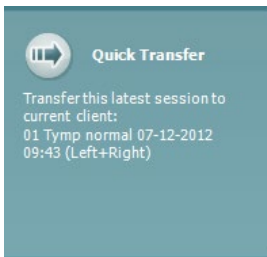 Quick Transfer
Transfer this latest session to
current client:
01 Tymp normal 07-12-2012
09:43 (Left+Right)